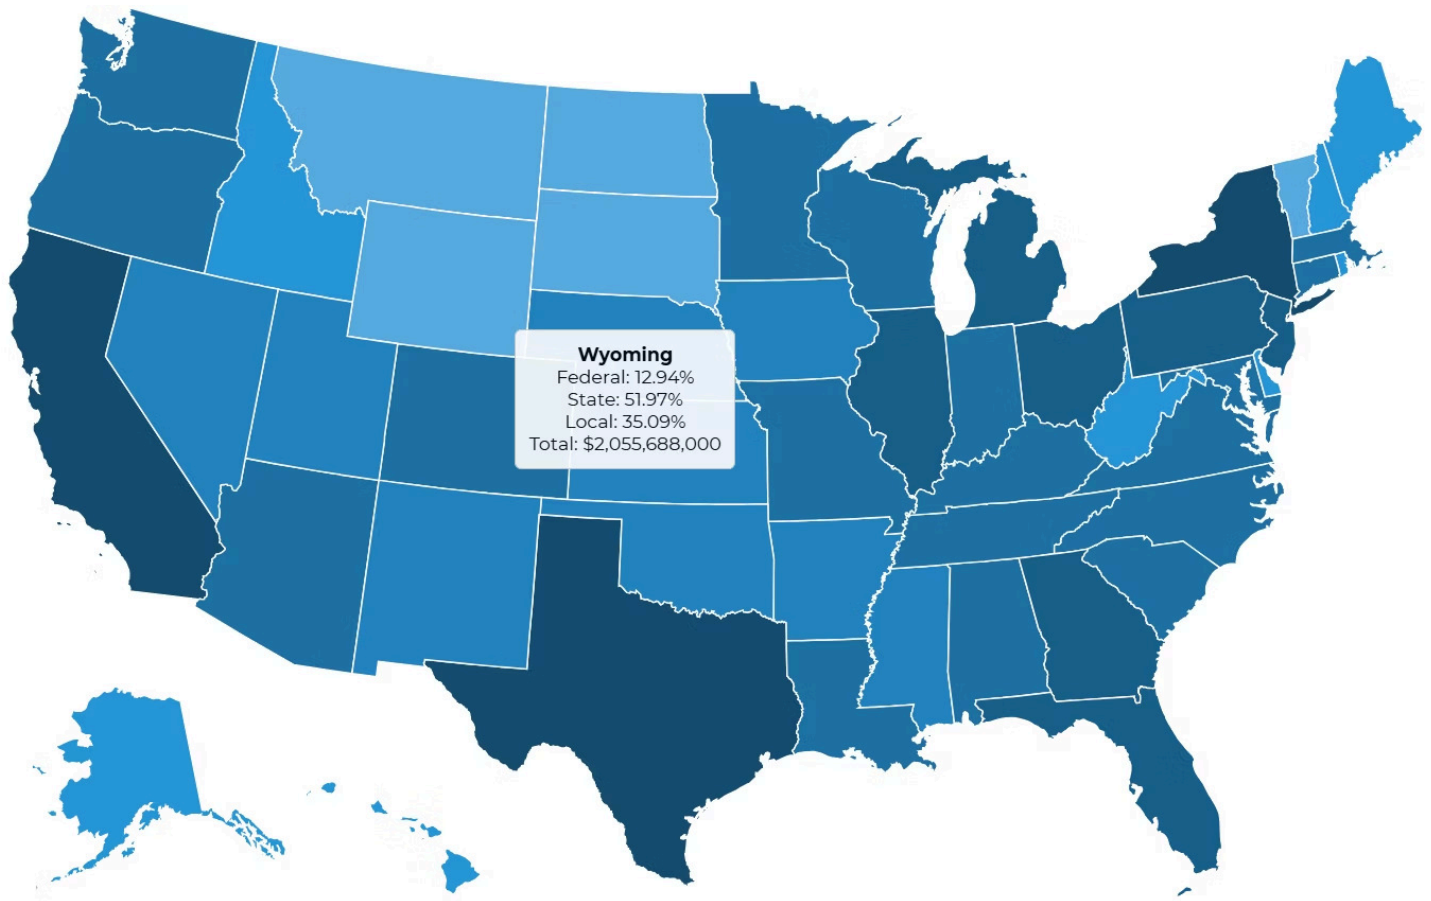 Wyoming
Federal: 12.94%
State: 51.97%
Local: 35.09%
Total: $2,055,688,000